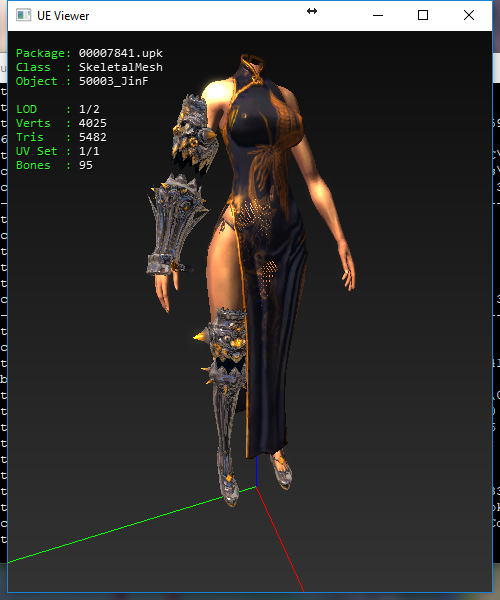 UE Viewer
Package: 00007841.upk
Class : SkeletalMesh
Object : 50003_JinF
LOD : 1/2
Verts : 4025
Tris : 5482
UV Set : 1/1
Bones : 95